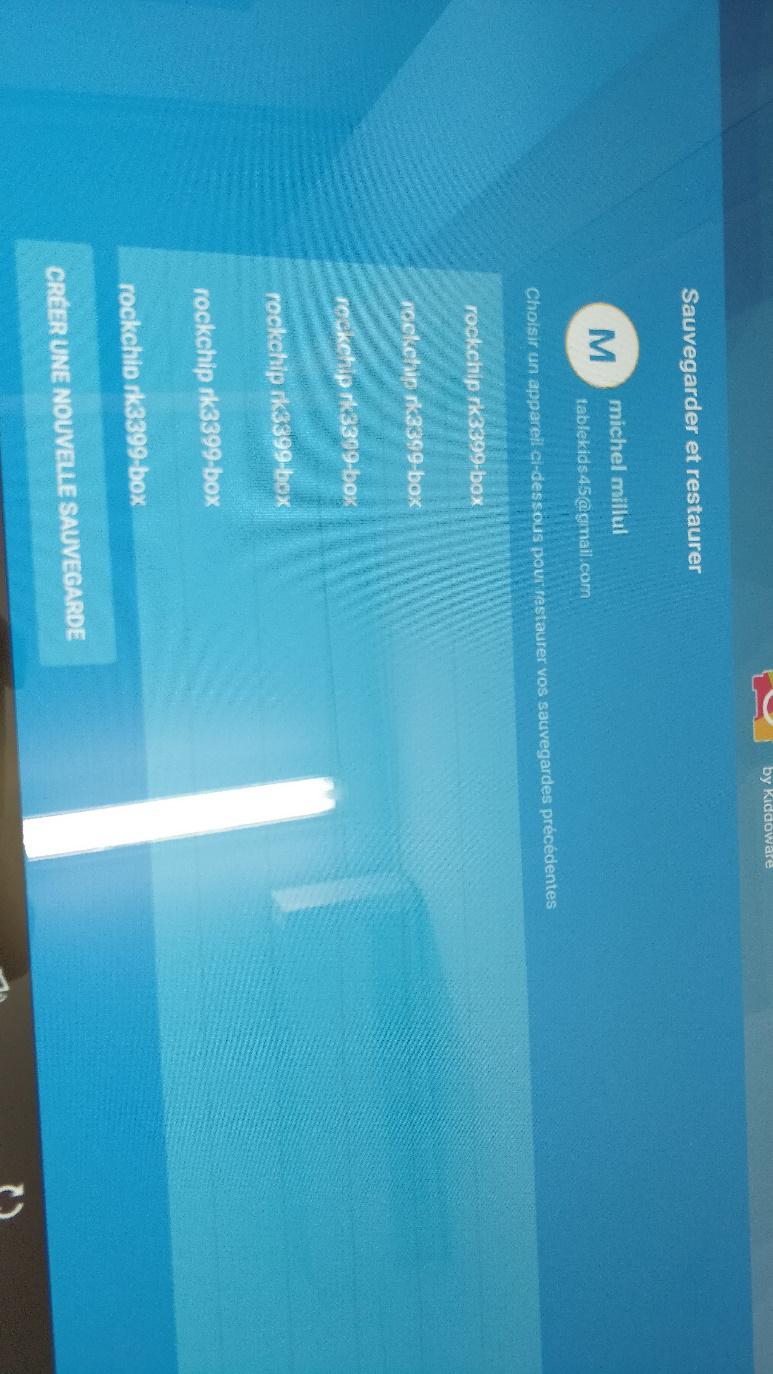 by Kiddoware
Sauvegarder et restaurer
M
michel millul
tablekids45@gmail.com
Choisir un appareil ci-dessous pour restaurer vos sauvegardes précédentes
rockchip rk3399-box
rockchip rk3399-box
rockchip rk3399-box
rockchip rk3399-box
rockchip rk3399-box
rockchip rk3399-box
CRÉER UNE NOUVELLE SAUVEGARDE